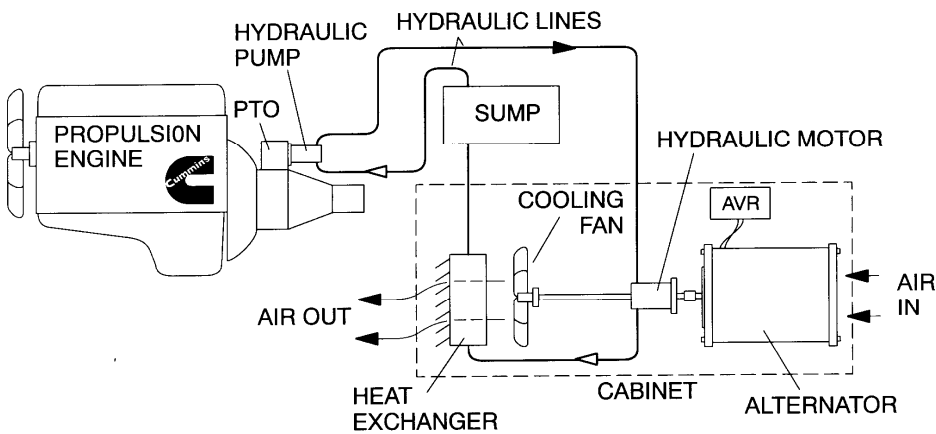 HYDRAULIC LINES
HYDRAULIC
PUMP
PTO
SUMP
PROPULSION
ENGINE
Cummins
HYDRAULIC MOTOR
COOLING
FAN
AVR
AIR
IN
AIR OUT
HEAT
EXCHANGER
CABINET
ALTERNATOR